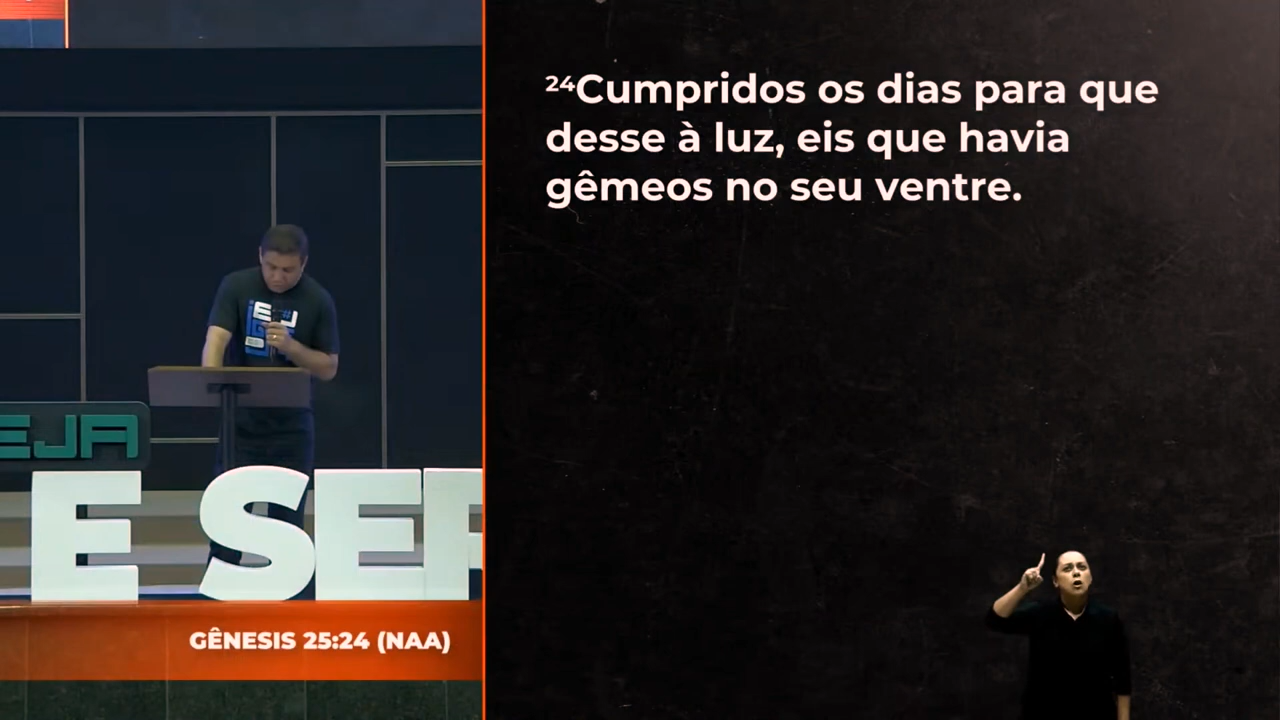 ²⁴Cumpridos os dias para que
desse à luz, eis que havia
gêmeos no seu ventre.
EJA
E SER
GÊNESIS 25:24 (NAA)